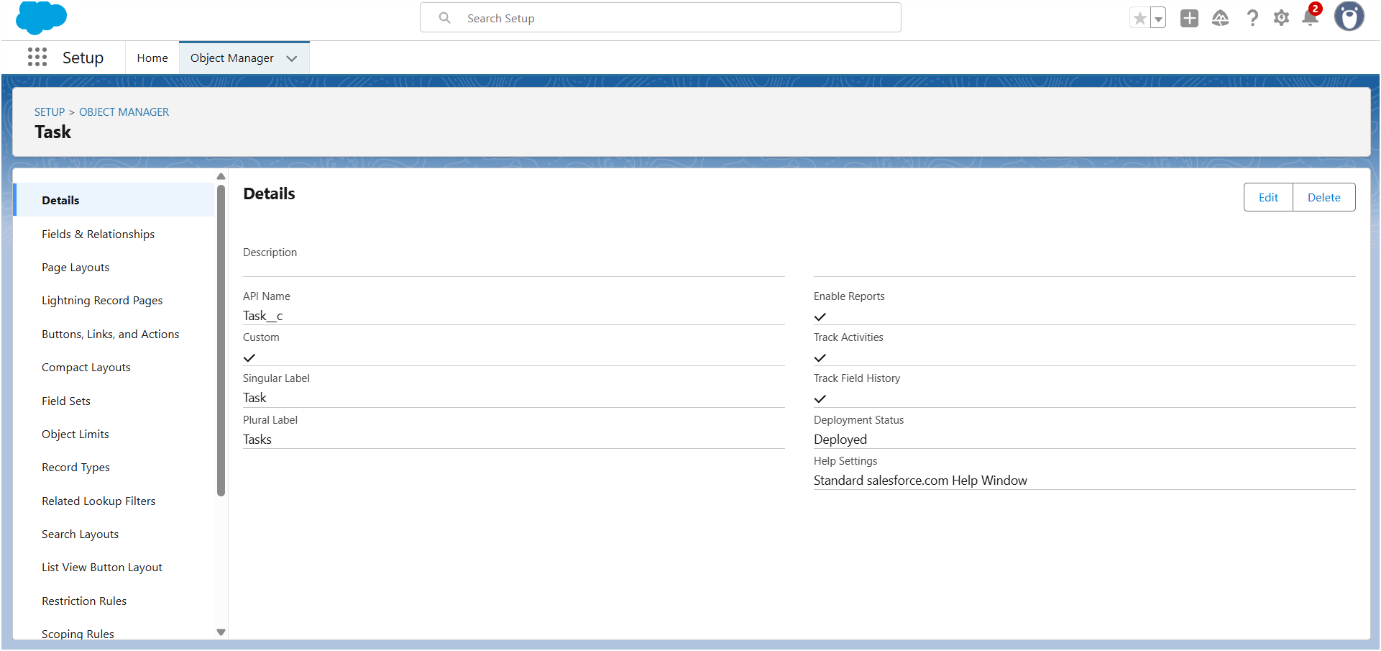 Search Setup
2
Setup
Home
Object Manager
SETUP > OBJECT MANAGER
Task
Details
Fields & Relationships
Page Layouts
Lightning Record Pages
Buttons, Links, and Actions
Compact Layouts
Field Sets
Object Limits
Record Types
Related Lookup Filters
Search Layouts
List View Button Layout
Restriction Rules
Scoping Rules
Details
Edit
Delete
Description
API Name
Task__c
Custom
Singular Label
Task
Plural Label
Tasks
Enable Reports
Track Activities
Track Field History
Deployment Status
Deployed
Help Settings
Standard salesforce.com Help Window